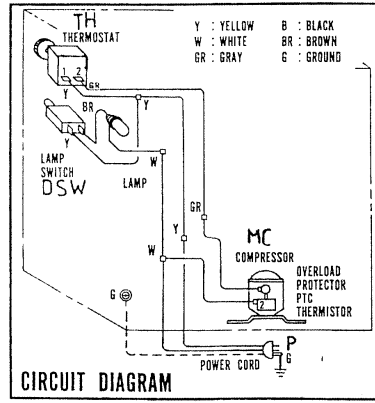 TH
THERMOSTAT
Y : YELLOW B : BLACK
W : WHITE BR : BROWN
GR : GRAY G : GROUND
1 2
Y GR
BR Y
Y
W
LAMP
SWITCH
DSW
LAMP
GR
Y
MC
COMPRESSOR
W
OVERLOAD
PROTECTOR
PTC
THERMISTOR
2
G
P
G
POWER CORD
CIRCUIT DIAGRAM